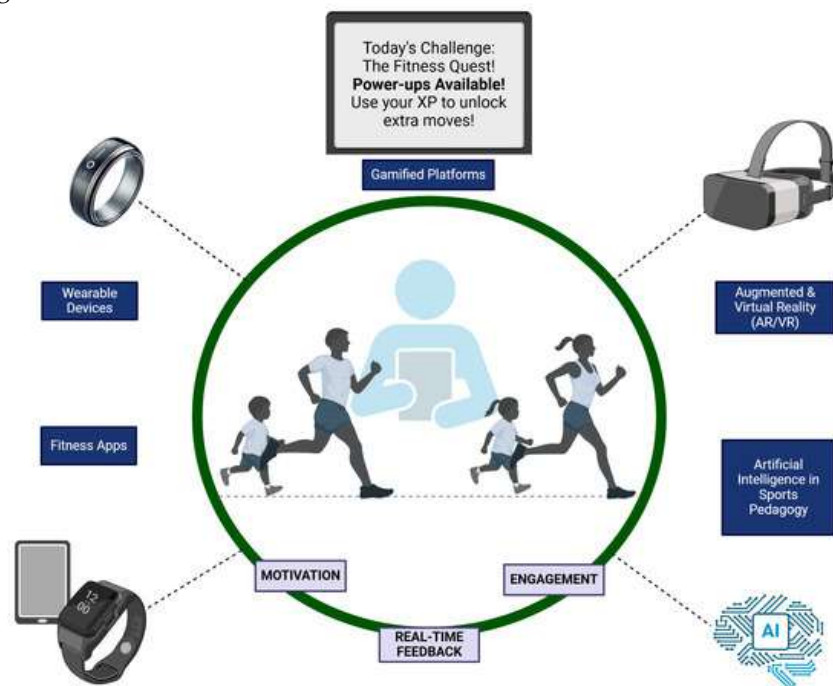 Today's Challenge:
The Fitness Quest!
Power-ups Available!
Use your XP to unlock
extra moves!
Gamified Platforms
Wearable
Devices
Augmented &
Virtual Reality
(AR/VR)
Fitness Apps
Artificial
Intelligence in
Sports
Pedagogy
MOTIVATION
ENGAGEMENT
REAL-TIME
FEEDBACK
12
00
AI